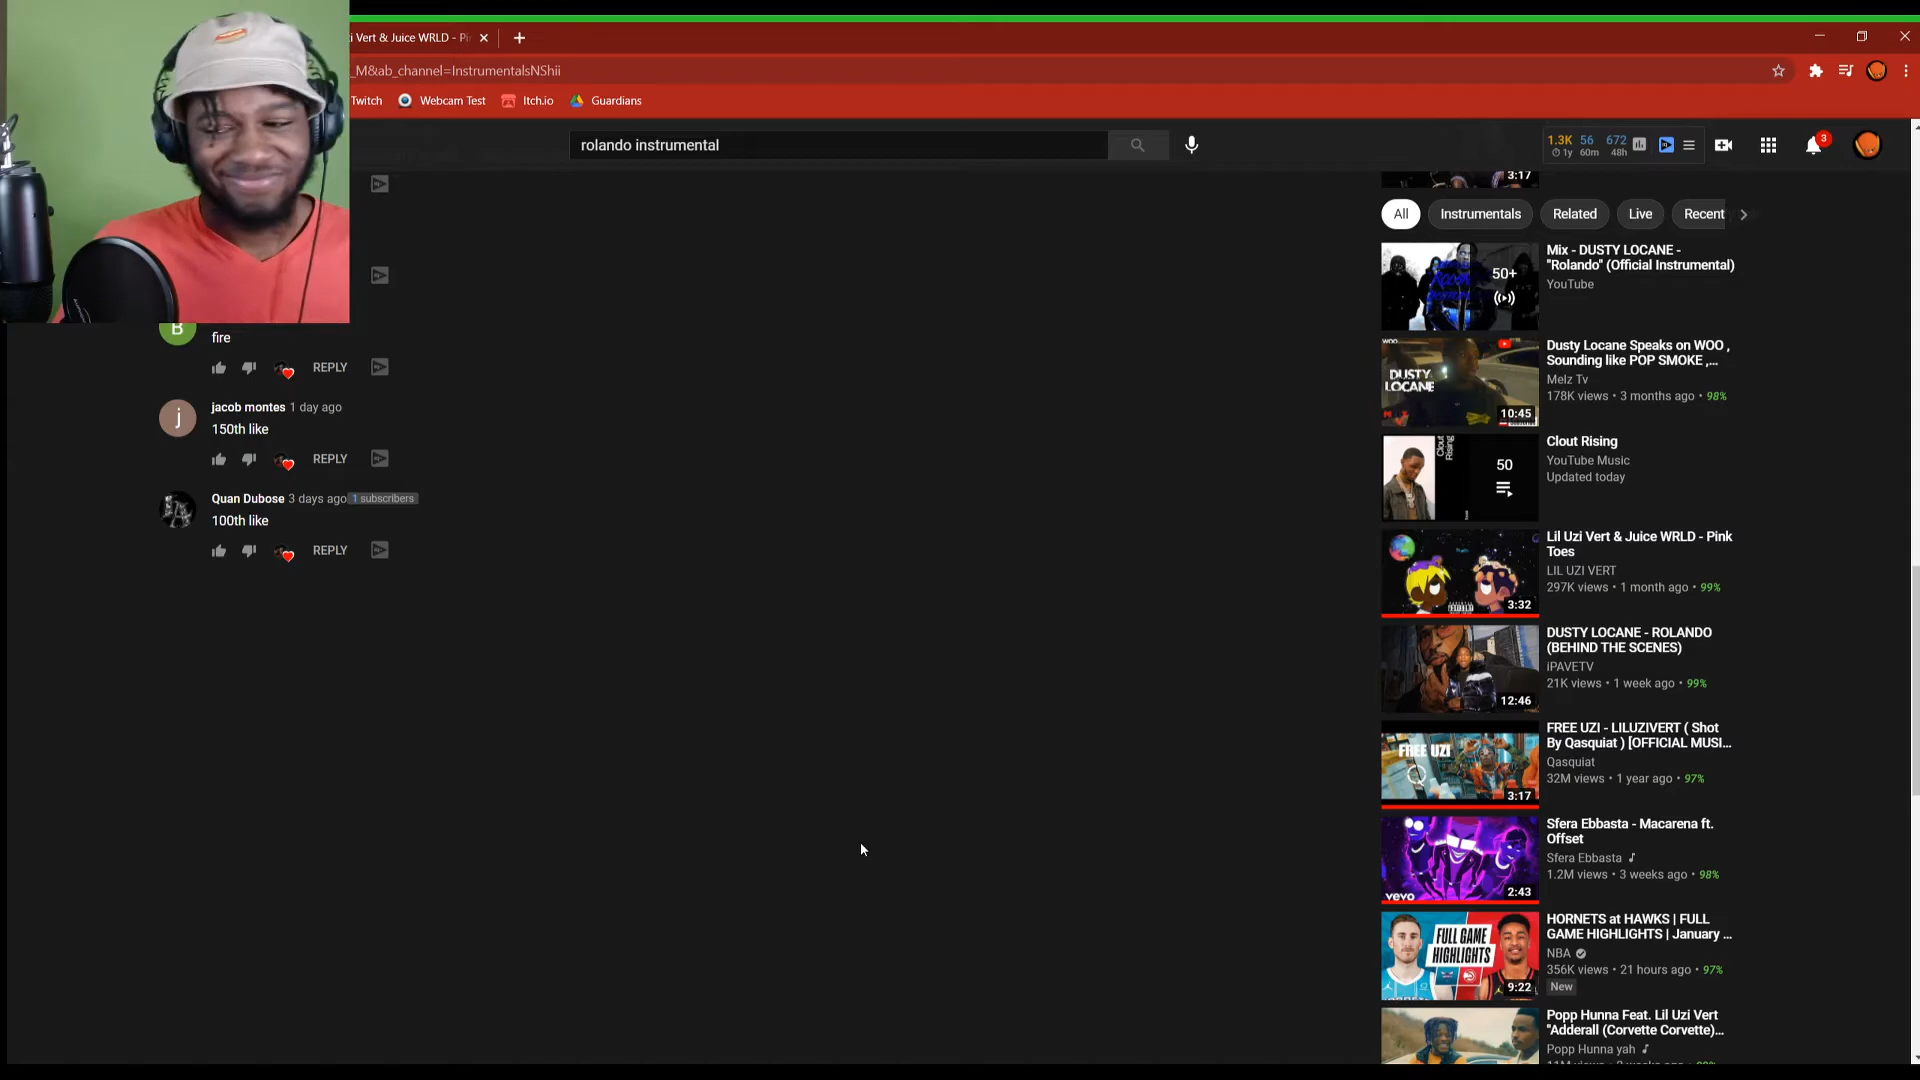 i Vert & Juice WRLD - Pi
_M&ab_channel=InstrumentalsNShii
Twitch
Webcam Test
Itch.io
Guardians
rolando instrumental
1.3K 56 672
1y 60m 48h
3
fire
REPLY
jacob montes 1 day ago
150th like
REPLY
Quan Dubose 3 days ago 1 subscribers
100th like
REPLY
B
j
3:17
All
Instrumentals
Related
Live
Recent
50+
Mix - DUSTY LOCANE -
"Rolando" (Official Instrumental)
YouTube
WOO
DUSTY
LOCANE
10:45
Dusty Locane Speaks on WOO ,
Sounding like POP SMOKE ,...
Melz Tv
178K views • 3 months ago • 98%
Clout
Rising
50
Clout Rising
YouTube Music
Updated today
3:32
Lil Uzi Vert & Juice WRLD - Pink
Toes
LIL UZI VERT
297K views • 1 month ago • 99%
12:46
DUSTY LOCANE - ROLANDO
(BEHIND THE SCENES)
iPAVETV
21K views • 1 week ago • 99%
FREE UZI
3:17
FREE UZI - LILUZIVERT ( Shot
By Qasquiat ) [OFFICIAL MUSI...
Qasquiat
32M views • 1 year ago • 97%
vevo
2:43
Sfera Ebbasta - Macarena ft.
Offset
Sfera Ebbasta
1.2M views • 3 weeks ago • 98%
FULL GAME
HIGHLIGHTS
9:22
HORNETS at HAWKS | FULL
GAME HIGHLIGHTS | January ...
NBA
356K views • 21 hours ago • 97%
New
Popp Hunna Feat. Lil Uzi Vert
"Adderall (Corvette Corvette)...
Popp Hunna yah